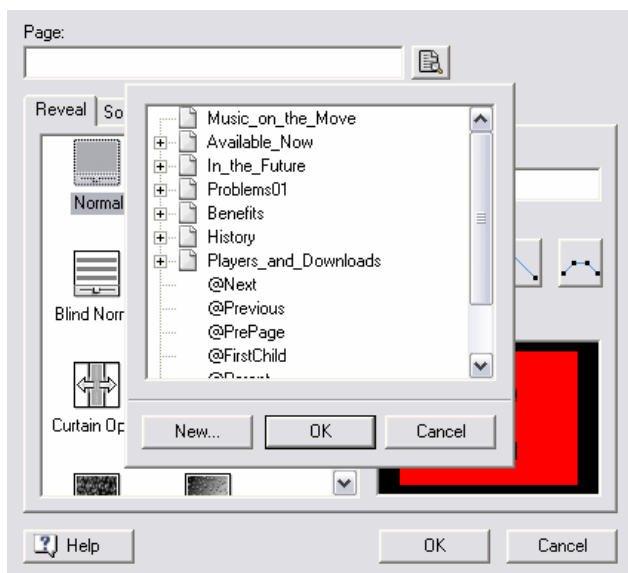 Page:
Reveal
So
Music_on_the_Move
Available_Now
In_the_Future
Problems01
Benefits
History
Players_and_Downloads
@Next
@Previous
@PrePage
@FirstChild
@Parent
Normal
Blind Norr
Curtain Op
New...
OK
Cancel
Help
OK
Cancel